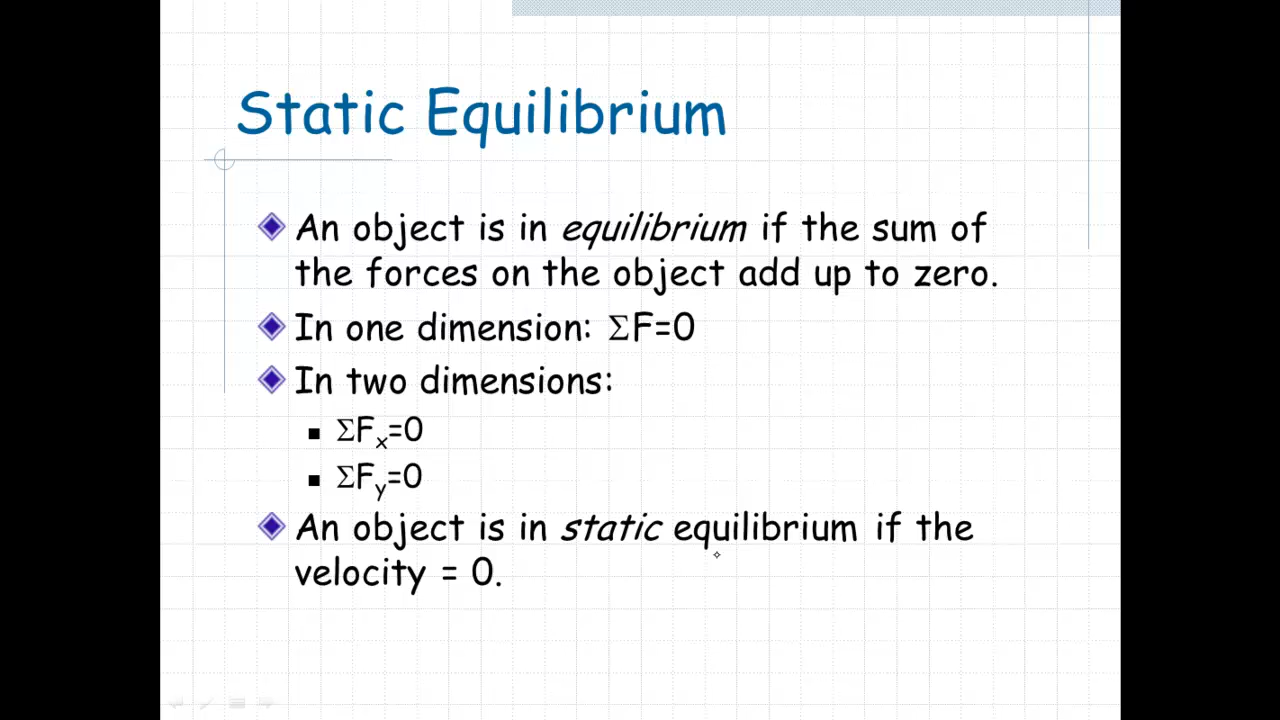 Static Equilibrium
An object is in equilibrium if the sum of
the forces on the object add up to zero.
In one dimension: ΣF=0
In two dimensions:
ΣFx=0
ΣFy=0
An object is in static equilibrium if the
velocity = 0.